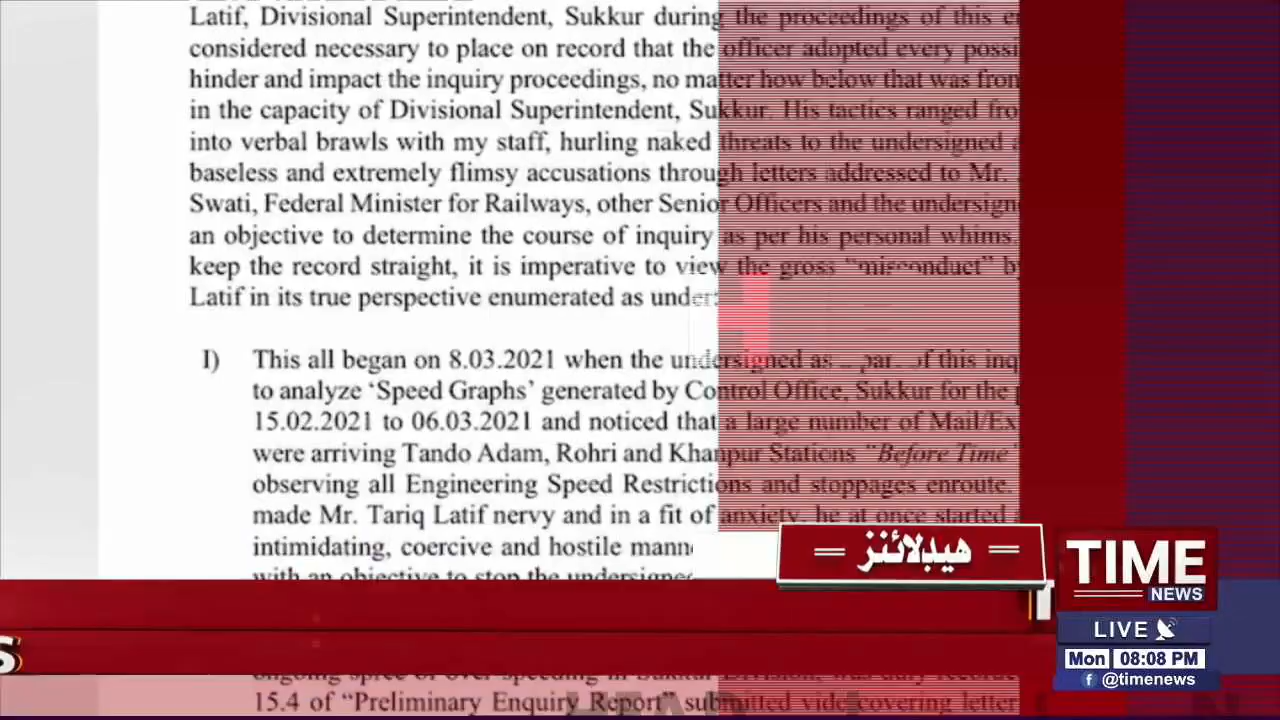 Latif, Divisional Superintendent, Sukkur during the proceedings of this
considered necessary to place on record that the officer adopted every
hinder and impact the inquiry proceedings, no matter how below that was
in the capacity of Divisional Superintendent, Sukkur. His tactics ranged
into verbal brawls with my staff, hurling naked threats to the undersigned
baseless and extremely flimsy accusations through letters addressed to Mr.
Swati, Federal Minister for Railways, other Senior Officers and the
an objective to determine the course of inquiry as per his personal whims.
keep the record straight, it is imperative to view the gross “misconduct”
Latif in its true perspective enumerated as under:
I) This all began on 8.03.2021 when the undersigned as of this
to analyze ‘Speed Graphs’ generated by Control Office, Sukkur for the
15.02.2021 to 06.03.2021 and noticed that a large number of
were arriving Tando Adam, Rohri and Khanpur Stations “Before Time”
observing all Engineering Speed Restrictions and stoppages enroute.
made Mr. Tariq Latif nervy and in a fit of anxiety, he at once started
intimidating, coercive and hostile
with an objective to stop the
15.4 of “Preliminary Enquiry Report” submitted vide covering letter
ہیڈلائنز
TIME
NEWS
LIVE
Mon 08:08 PM
@timenews